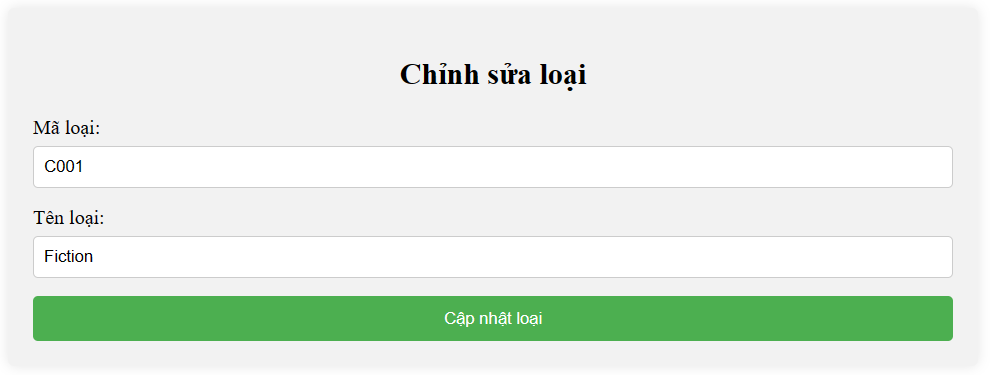 Chỉnh sửa loại
Mã loại:
C001
Tên loại:
Fiction
Cập nhật loại